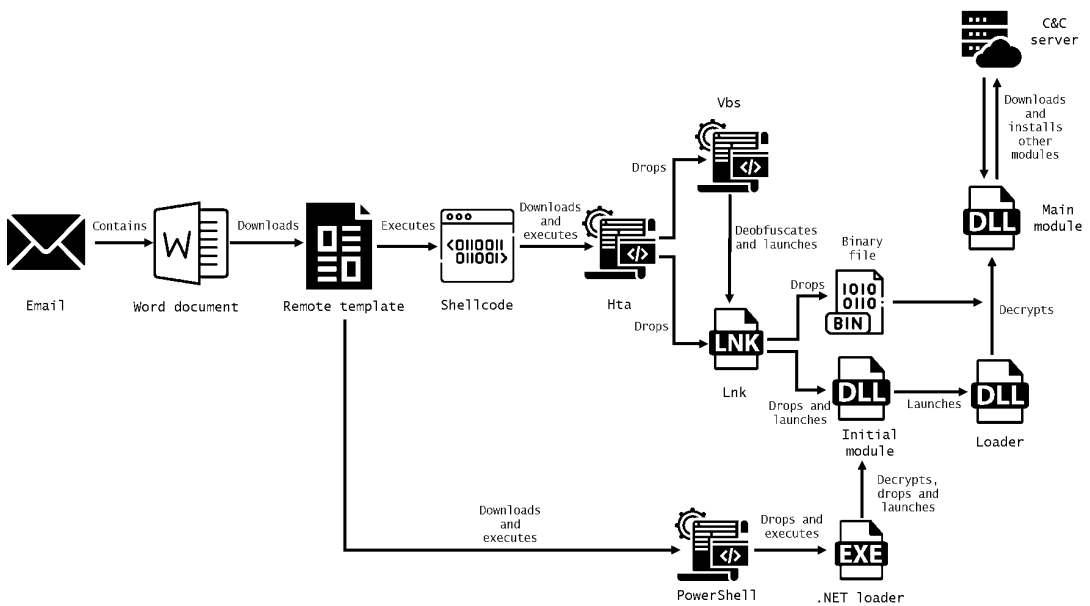 C&C
server
Downloads
and
installs
other
modules
Vbs
Drops
</>
Contains
W
Downloads
Executes
<0110011
011001>
Downloads
and
executes
</>
Deobfuscates
and launches
Binary
file
DLL
Main
module
Email
Word document
Remote template
Shellcode
Hta
Drops
Drops
1010
0110
BIN
Decrypts
LNK
Lnk
Drops and
launches
DLL
Initial
module
Launches
DLL
Loader
Decrypts,
drops and
launches
Downloads
and
executes
</>
PowerShell
Drops and
executes
EXE
.NET loader